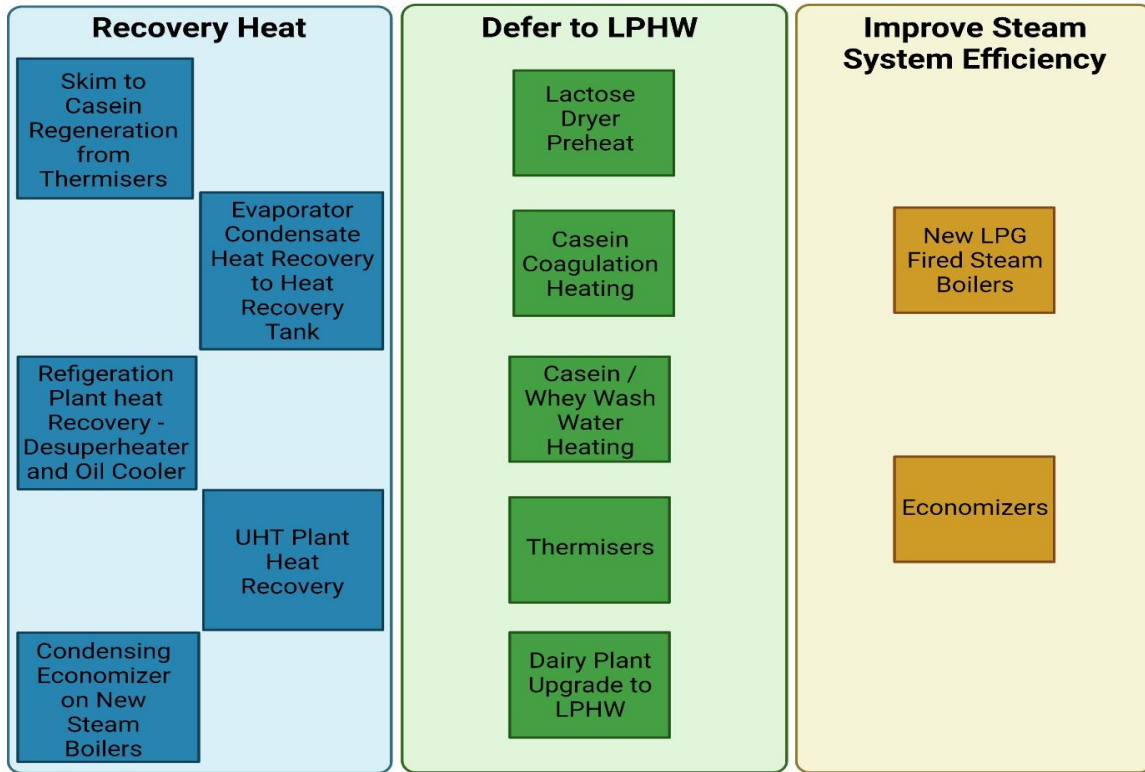 Recovery Heat
Skim to
Casein
Regeneration
from
Thermisers
Evaporator
Condensate
Heat Recovery
to Heat
Recovery
Tank
Refigeration
Plant heat
Recovery -
Desuperheater
and Oil Cooler
UHT Plant
Heat
Recovery
Condensing
Economizer
on New
Steam
Boilers
Defer to LPHW
Lactose
Dryer
Preheat
Casein
Coagulation
Heating
Casein /
Whey Wash
Water
Heating
Thermisers
Dairy Plant
Upgrade to
LPHW
Improve Steam
System Efficiency
New LPG
Fired Steam
Boilers
Economizers